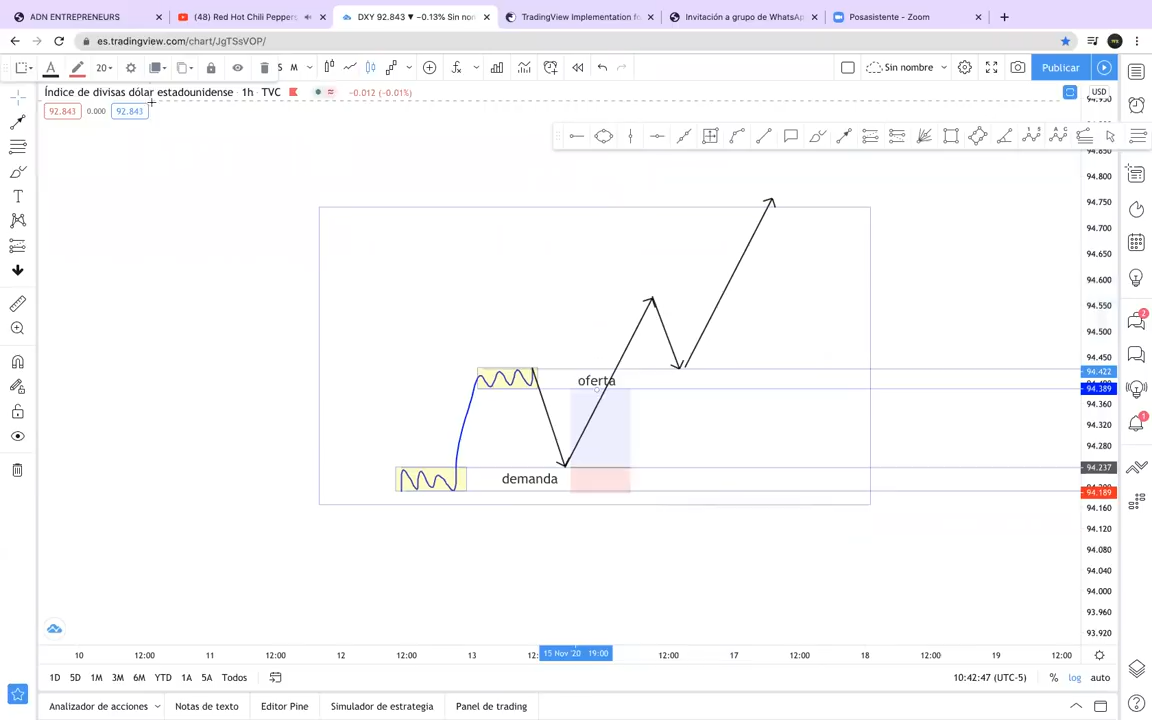 ADN ENTREPRENEURS
(48) Red Hot Chili Peppers
DXY 92.843 ▼ −0.13% Sin non
TradingView Implementation fo
Invitación a grupo de WhatsAp
Posasistente - Zoom
es.tradingview.com/chart/JgTSsVOP/
20
S
M
Sin nombre
Publicar
Índice de divisas dólar estadounidense · 1h · TVC
−0.012 (−0.01%)
USD
92.843
0.000
92.843
94.850
94.800
94.750
94.700
94.650
94.600
94.550
94.500
94.450
94.422
94.389
94.360
94.320
94.280
94.237
94.189
94.160
94.120
94.080
94.040
94.000
93.960
93.920
oferta
demanda
2
1
10
12:00
11
12:00
12
12:00
13
12:
15 Nov '20 19:00
12:00
17
12:00
18
12:00
19
12:00
1D
5D
1M
3M
6M
YTD
1A
5A
Todos
10:42:47 (UTC-5)
%
log
auto
Analizador de acciones
Notas de texto
Editor Pine
Simulador de estrategia
Panel de trading